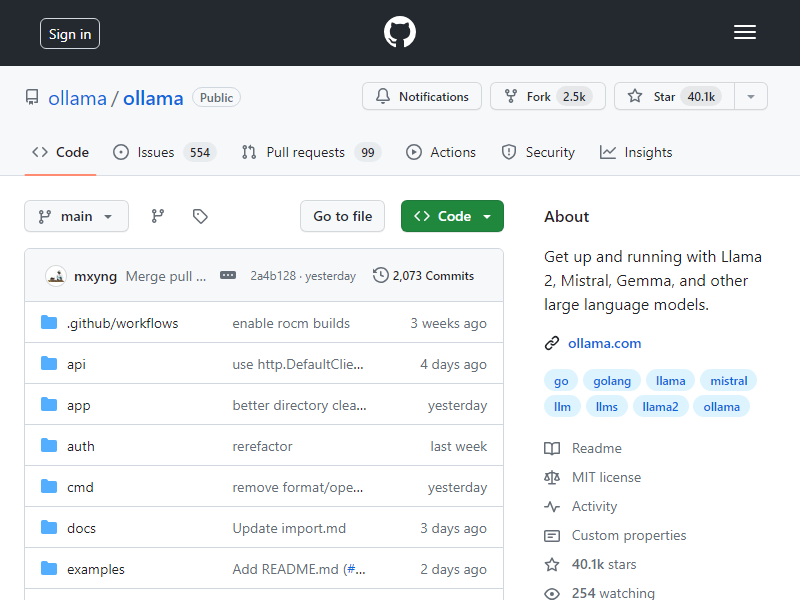 Sign in
ollama / ollama Public
Notifications Fork 2.5k Star 40.1k
Code Issues 554 Pull requests 99 Actions Security Insights
main Go to file Code
mxyng Merge pull ... 2a4b128 · yesterday 2,073 Commits
.github/workflows enable rocm builds 3 weeks ago
api use http.DefaultClie... 4 days ago
app better directory clea... yesterday
auth rerefactor last week
cmd remove format/ope... yesterday
docs Update import.md 3 days ago
examples Add README.md (#... 2 days ago
About
Get up and running with Llama
2, Mistral, Gemma, and other
large language models.
ollama.com
go golang llama mistral
llm llms llama2 ollama
Readme
MIT license
Activity
Custom properties
40.1k stars
254 watching